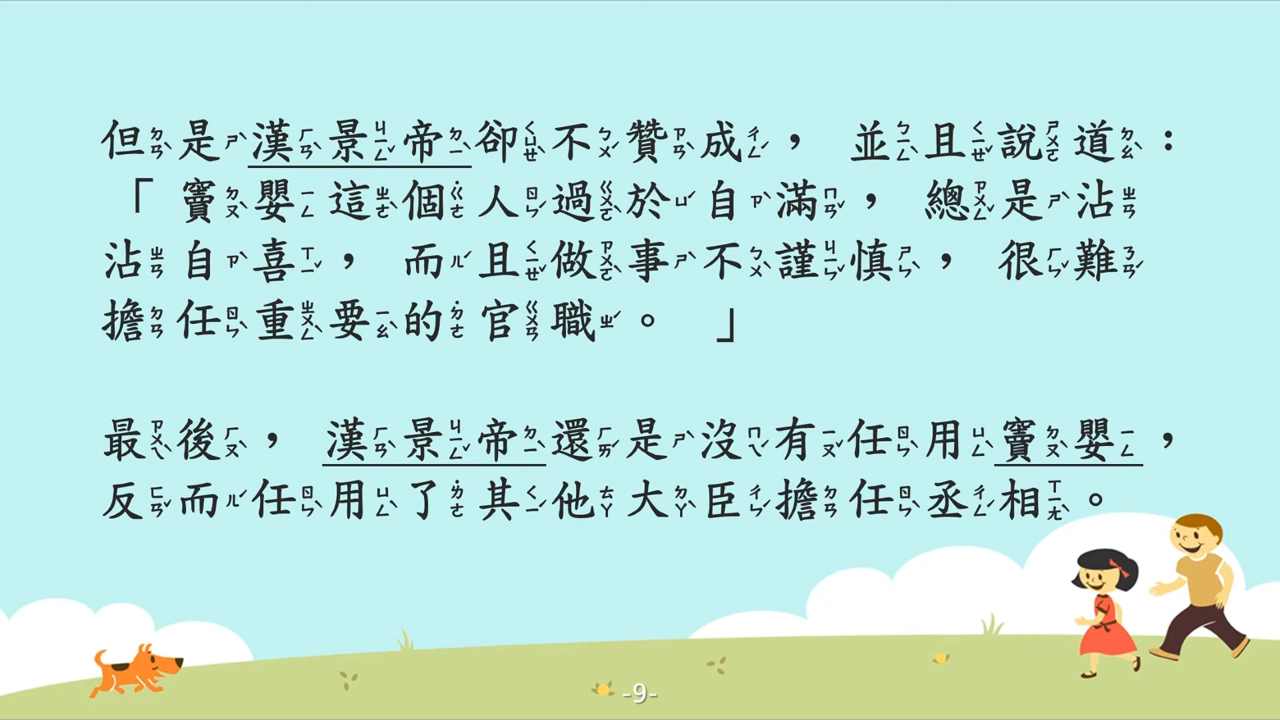 但是漢景帝卻不贊成，並且說道：
「竇嬰這個人過於自滿，總是沾
沾自喜，而且做事不謹慎，很難
擔任重要的官職。」
最後，漢景帝還是沒有任用竇嬰，
反而任用了其他大臣擔任丞相。
-9-